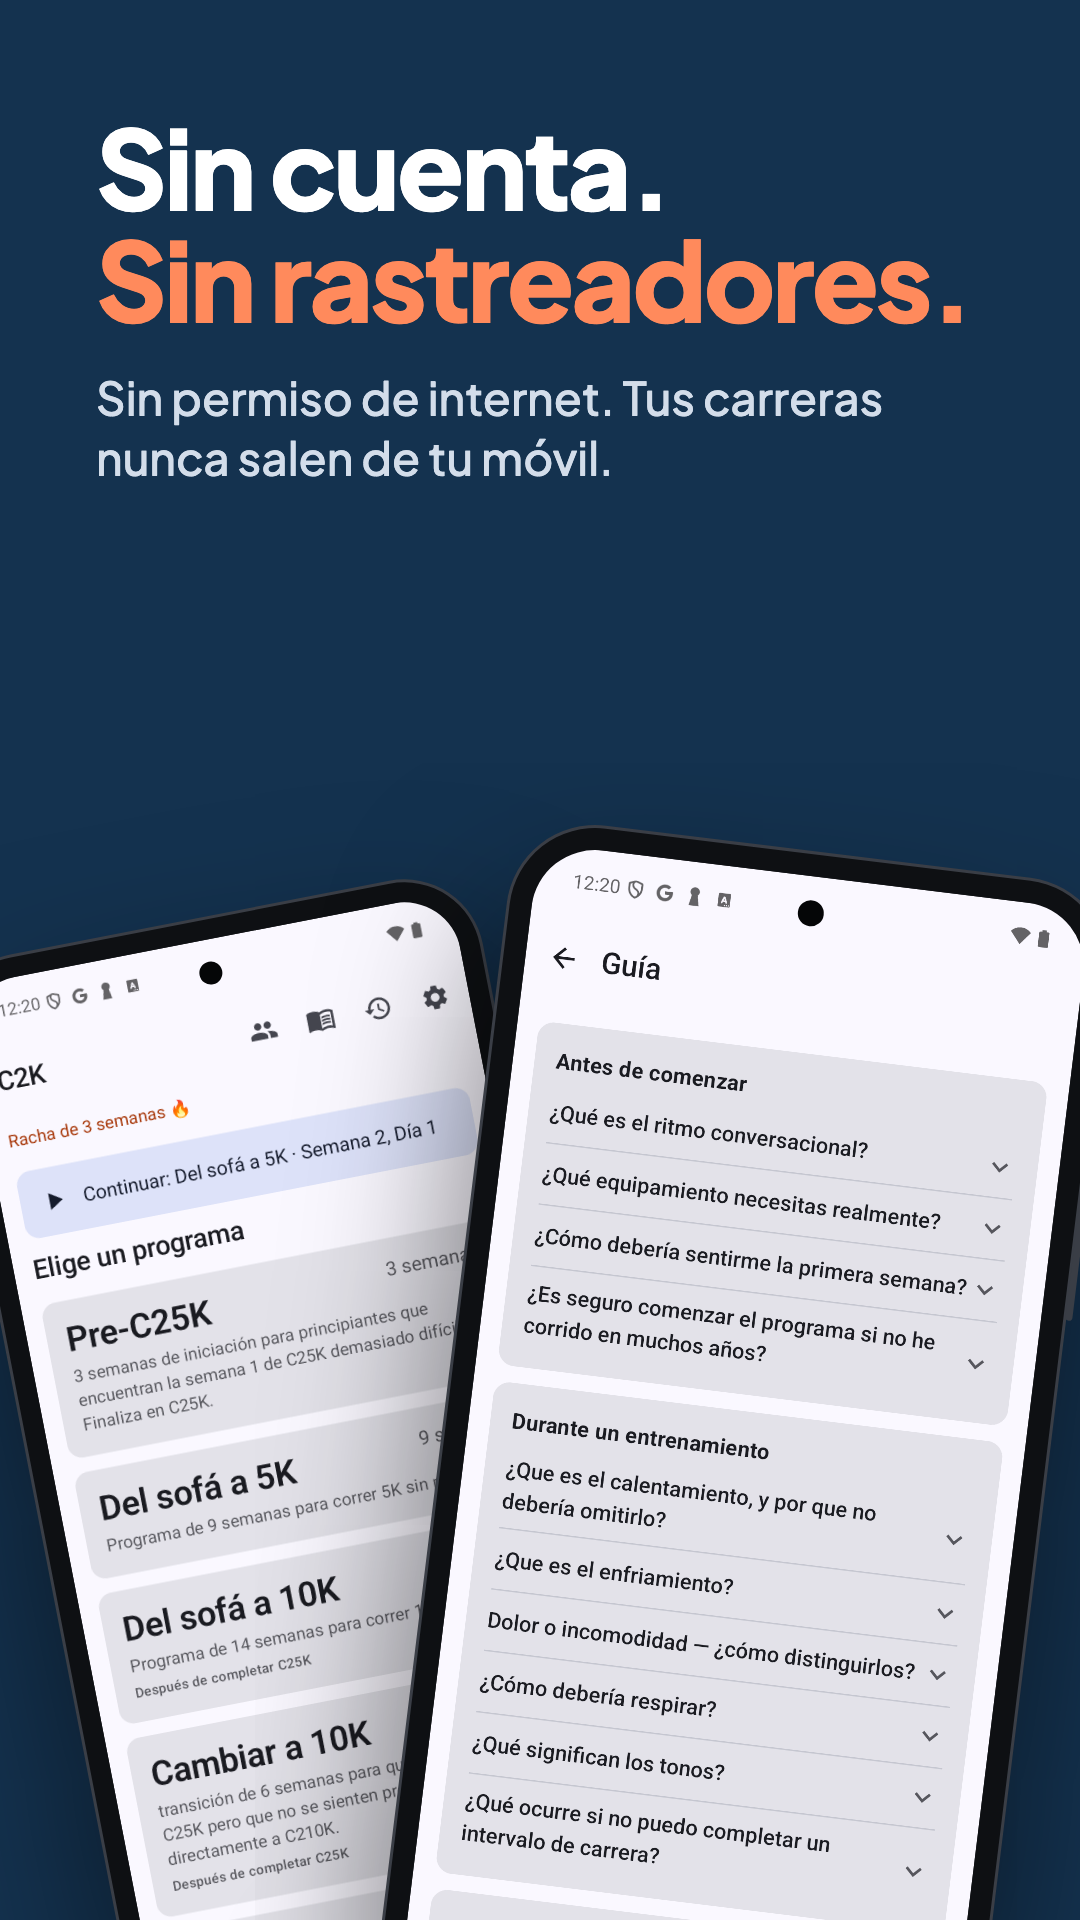 Sin cuenta.
Sin rastreadores.
Sin permiso de internet. Tus carreras
nunca salen de tu móvil.
12:20
C2K
Racha de 3 semanas 🔥
Continuar: Del sofá a 5K · Semana 2, Día 1
Elige un programa
Pre-C25K
3 semana
3 semanas de iniciación para principiantes que
encuentran la semana 1 de C25K demasiado difíci
Finaliza en C25K.
Del sofá a 5K
9 s
Programa de 9 semanas para correr 5K sin
Del sofá a 10K
Programa de 14 semanas para correr 1
Después de completar C25K
Cambiar a 10K
transición de 6 semanas para qu
C25K pero que no se sienten pr
directamente a C210K.
Después de completar C25K
12:20
Guía
Antes de comenzar
¿Qué es el ritmo conversacional?
¿Qué equipamiento necesitas realmente?
¿Cómo debería sentirme la primera semana?
¿Es seguro comenzar el programa si no he
corrido en muchos años?
Durante un entrenamiento
¿Que es el calentamiento, y por que no
debería omitirlo?
¿Que es el enfriamiento?
Dolor o incomodidad — ¿cómo distinguirlos?
¿Cómo debería respirar?
¿Qué significan los tonos?
¿Qué ocurre si no puedo completar un
intervalo de carrera?